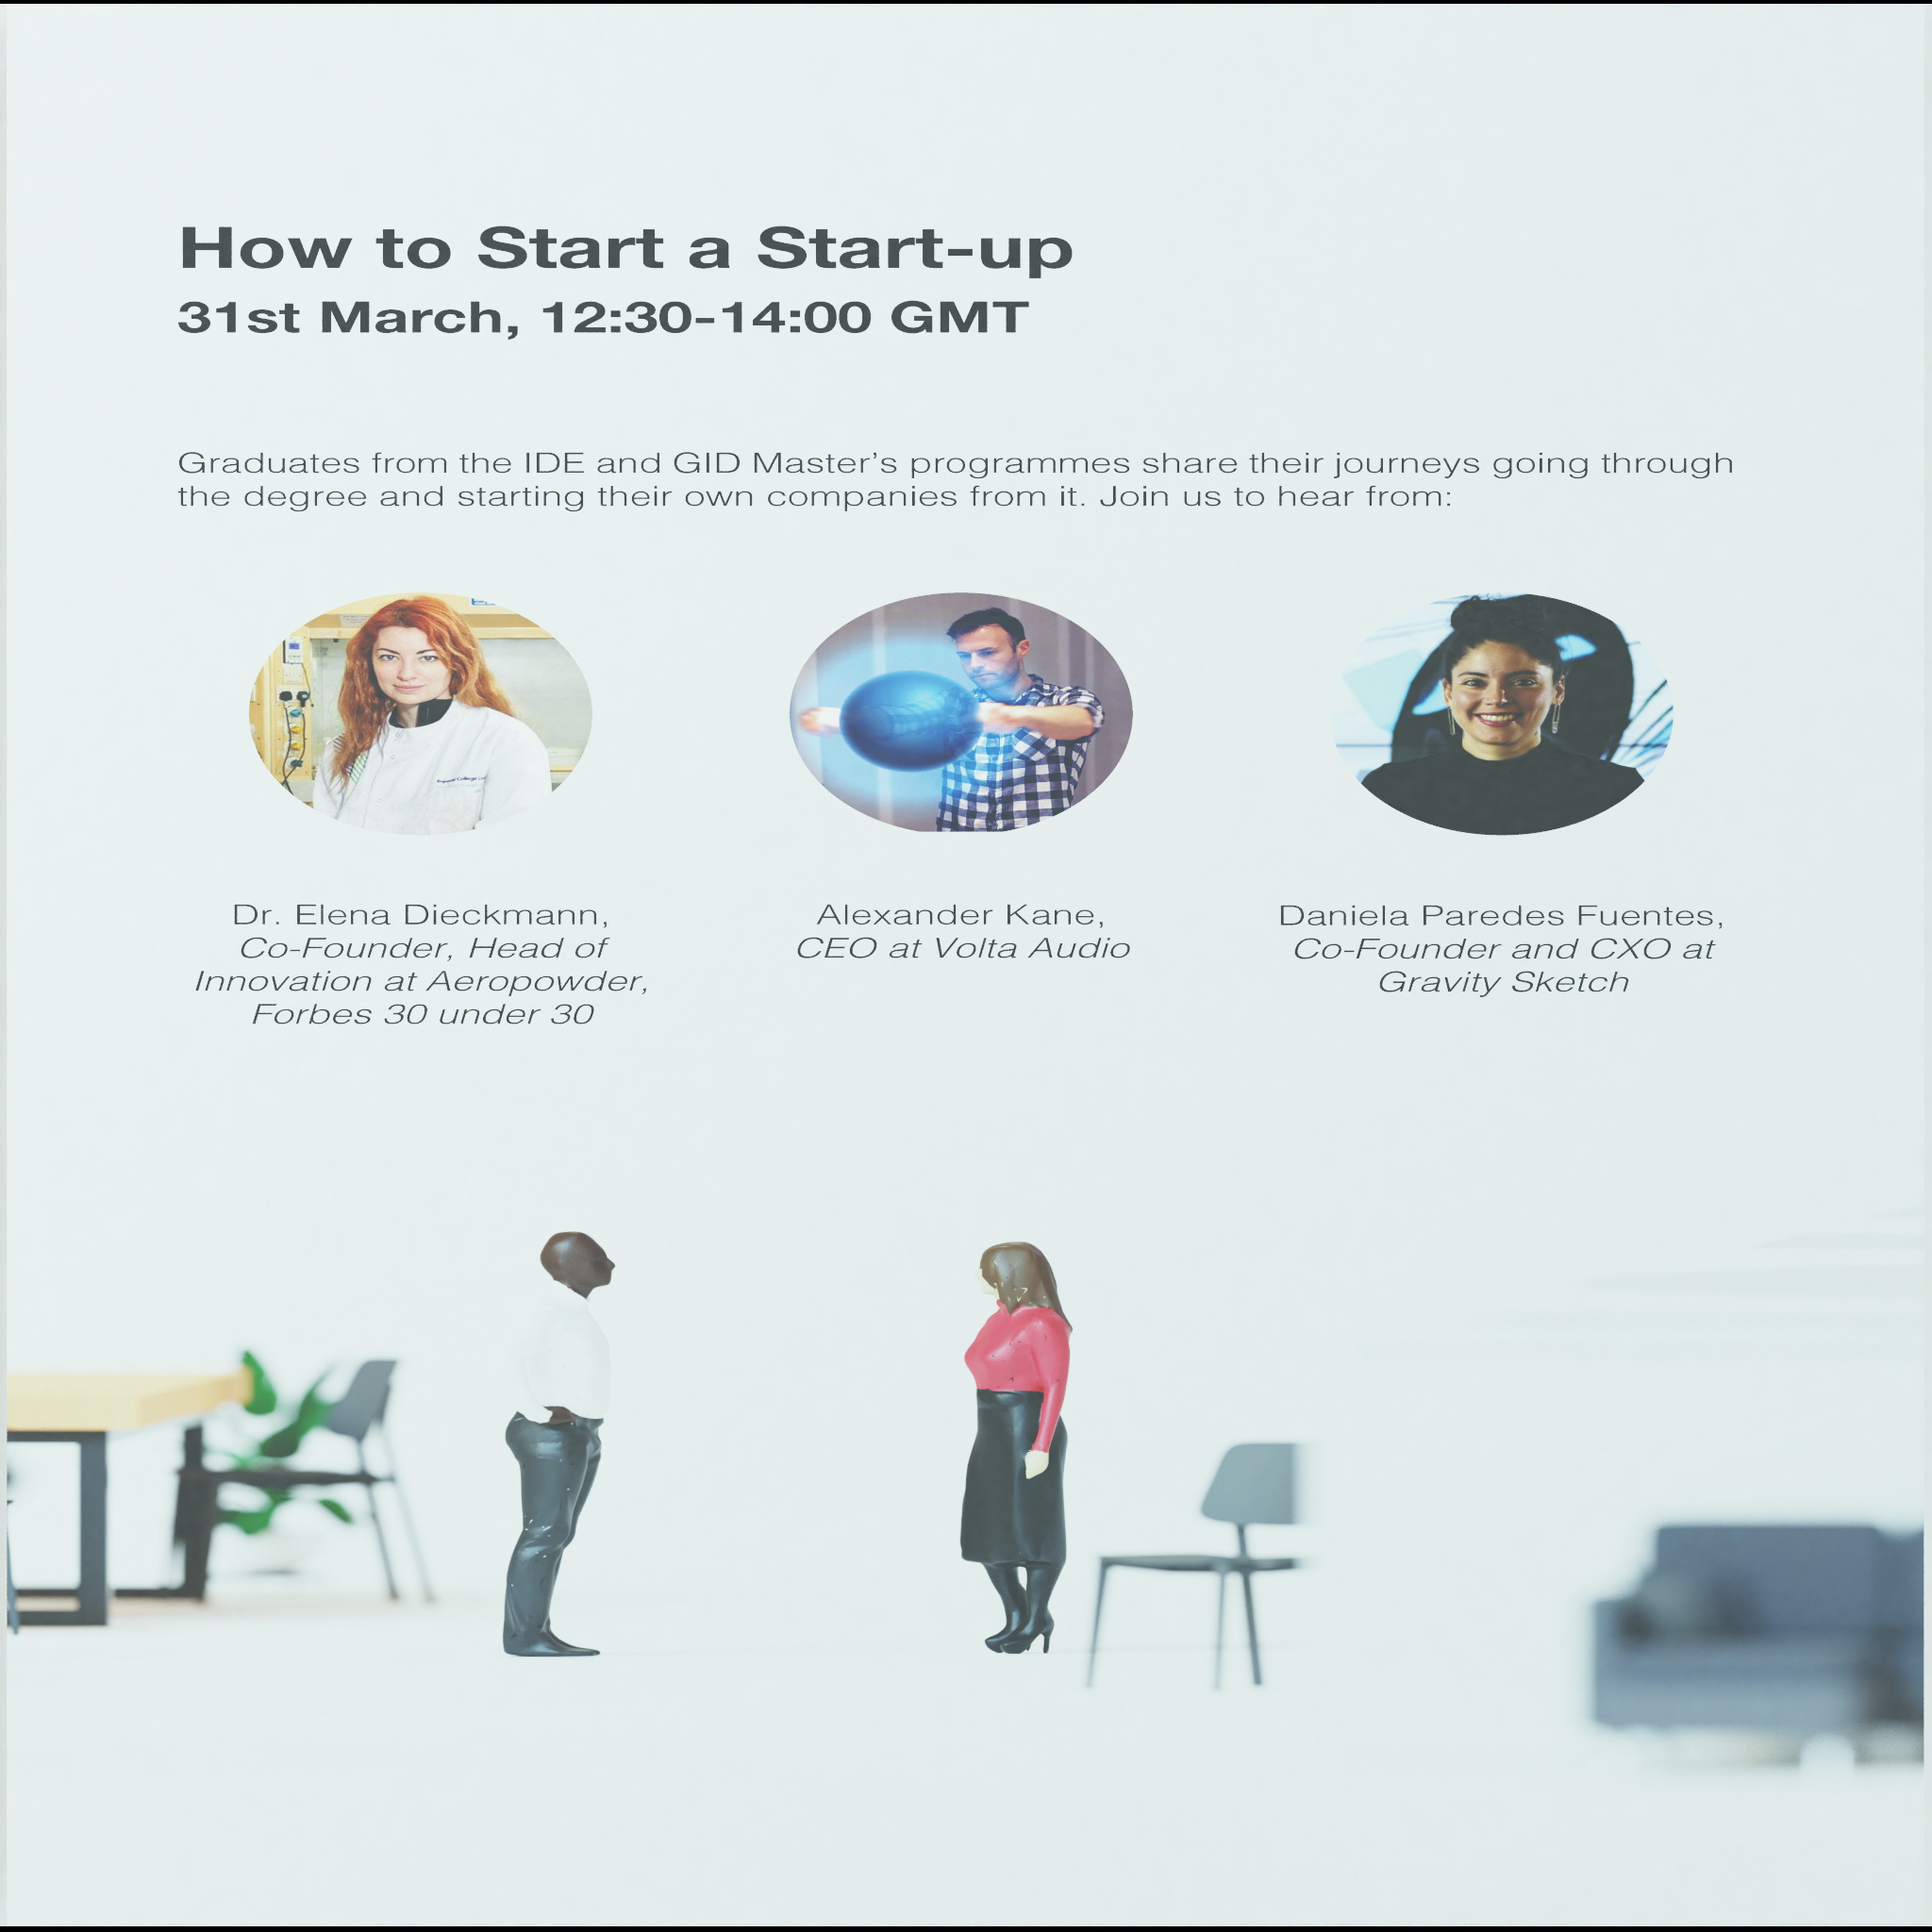 How to Start a Start-up
31st March, 12:30-14:00 GMT
Graduates from the IDE and GID Master’s programmes share their journeys going through
the degree and starting their own companies from it. Join us to hear from:
Dr. Elena Dieckmann,
Co-Founder, Head of
Innovation at Aeropowder,
Forbes 30 under 30
Alexander Kane,
CEO at Volta Audio
Daniela Paredes Fuentes,
Co-Founder and CXO at
Gravity Sketch